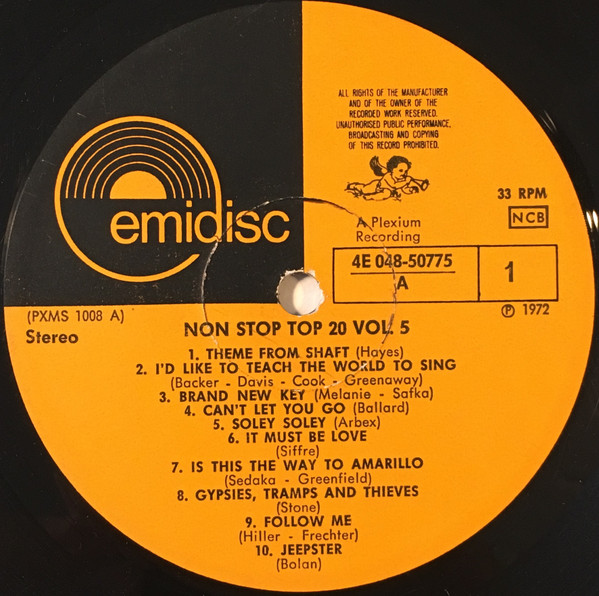 ALL RIGHTS OF THE MANUFACTURER
AND OF THE OWNER OF THE
RECORDED WORK RESERVED.
UNAUTHORISED PUBLIC PERFORMANCE,
BROADCASTING AND COPYING
OF THIS RECORD PROHIBITED.
emidisc
33 RPM
NCB
A Plexium
Recording
4E 048-50775
A
1
℗ 1972
(PXMS 1008 A)
Stereo
NON STOP TOP 20 VOL. 5
1. THEME FROM SHAFT (Hayes)
2. I'D LIKE TO TEACH THE WORLD TO SING
(Backer - Davis - Cook - Greenaway)
3. BRAND NEW KEY (Melanie - Safka)
4. CAN'T LET YOU GO (Ballard)
5. SOLEY SOLEY (Arbex)
6. IT MUST BE LOVE
(Siffre)
7. IS THIS THE WAY TO AMARILLO
(Sedaka - Greenfield)
8. GYPSIES, TRAMPS AND THIEVES
(Stone)
9. FOLLOW ME
(Hiller - Frechter)
10. JEEPSTER
(Bolan)